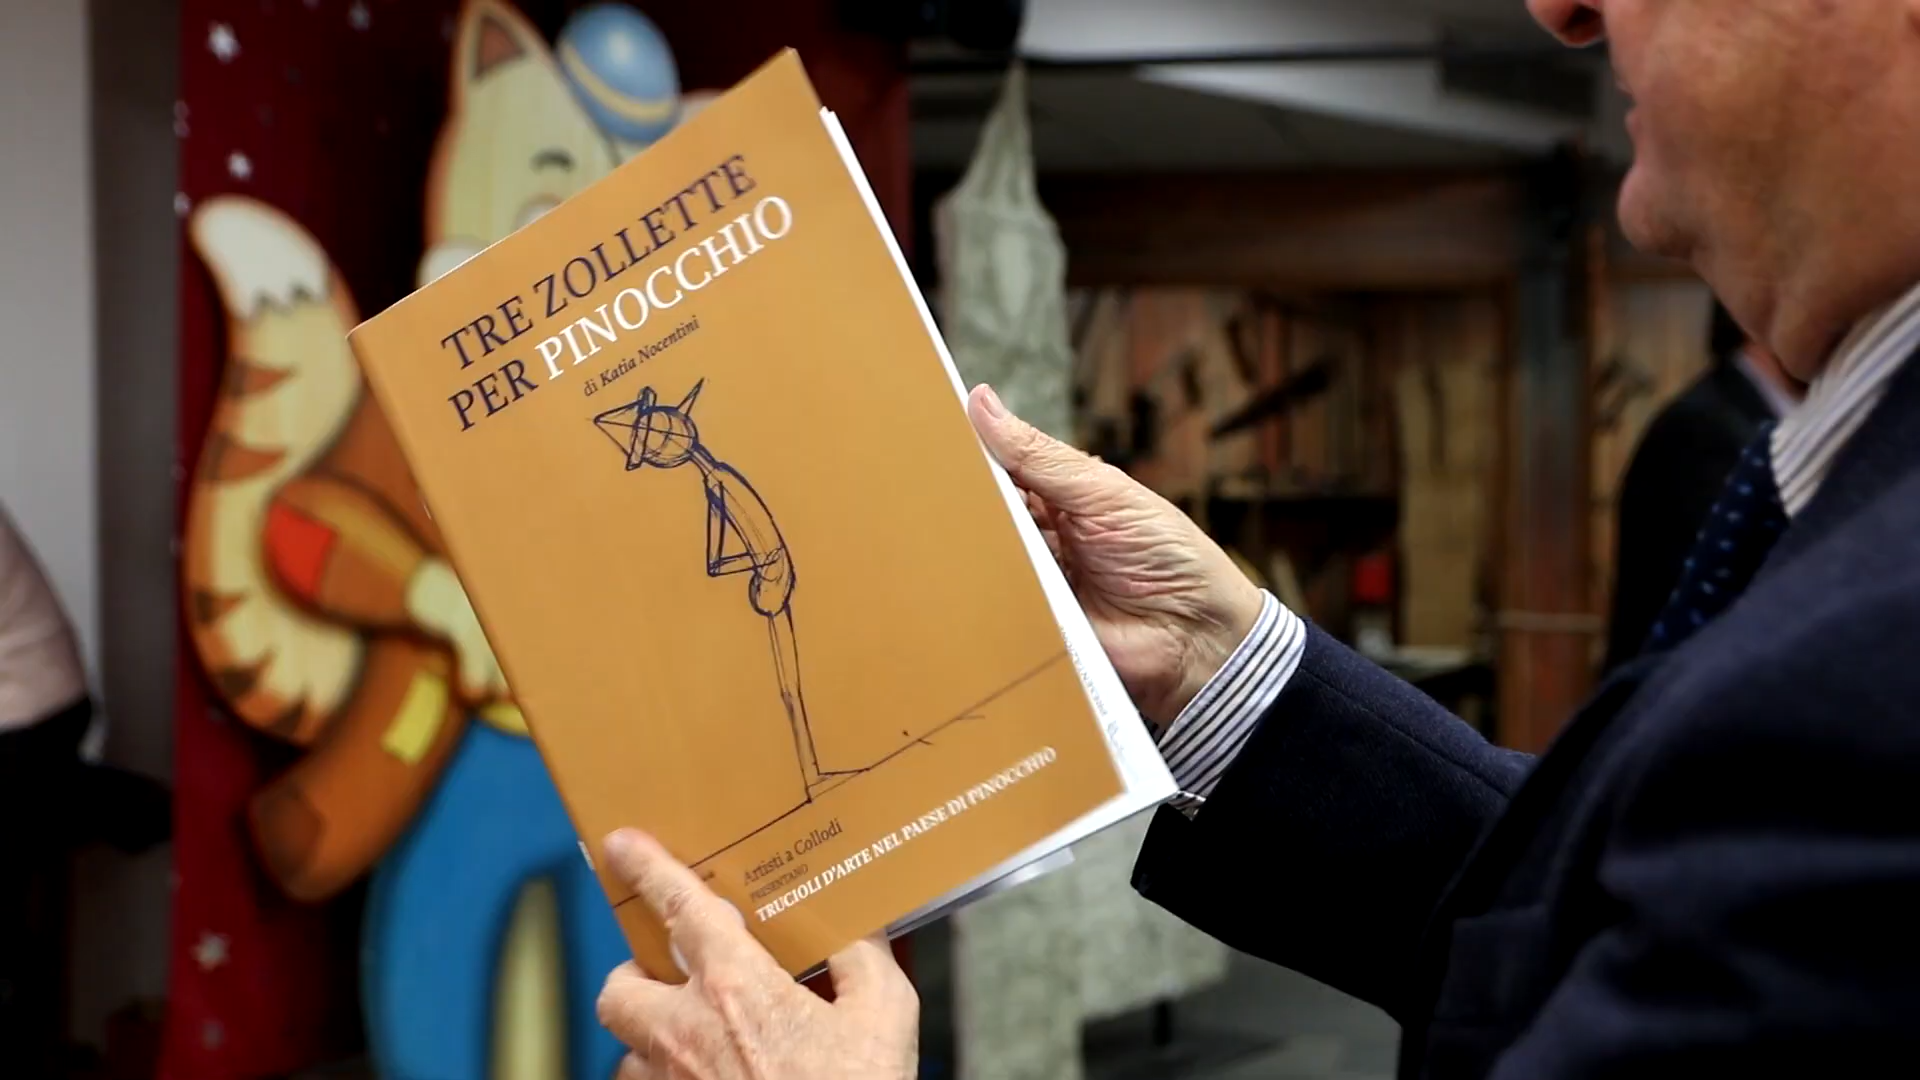 TRE ZOLLETTE
PER PINOCCHIO
di Katia Nocentini
Artisti a Collodi
PRESENTANO
TRUCIOLI D'ARTE NEL PAESE DI PINOCCHIO